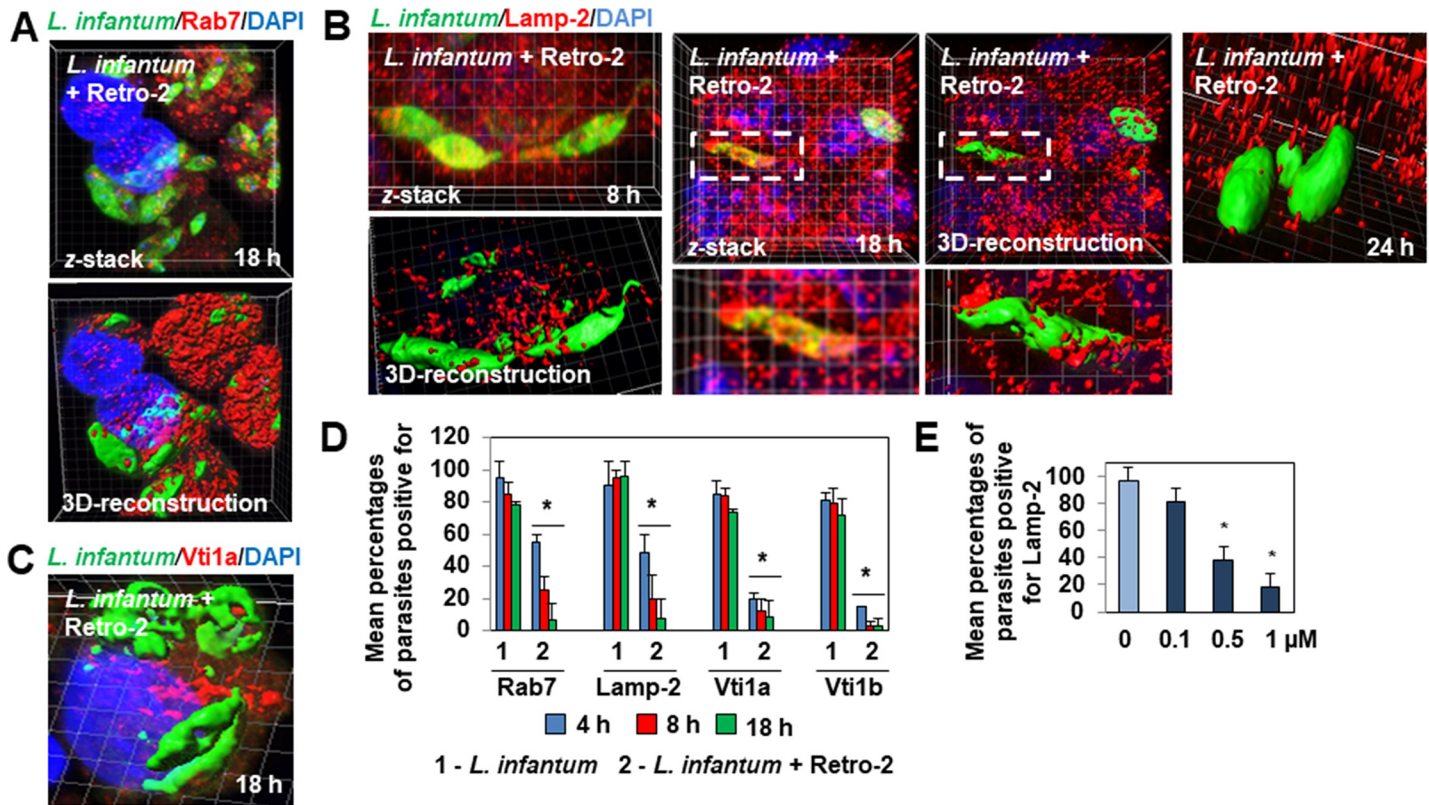 A
L. infantum/Rab7/DAPI
L. infantum
+ Retro-2
z-stack
18 h
3D-reconstruction
B
L. infantum/Lamp-2/DAPI
L. infantum + Retro-2
z-stack
8 h
3D-reconstruction
L. infantum +
Retro-2
z-stack
18 h
L. infantum +
Retro-2
3D-reconstruction
L. infantum +
Retro-2
24 h
C
L. infantum/Vti1a/DAPI
L. infantum +
Retro-2
18 h
D
Mean percentages
of parasites positive for
120
100
80
60
40
20
0
* * * *
1 2 1 2 1 2 1 2
Rab7 Lamp-2 Vti1a Vti1b
4 h 8 h 18 h
1 - L. infantum 2 - L. infantum + Retro-2
E
Mean percentages of
parasites positive
for Lamp-2
100
80
60
40
20
0
* *
0 0.1 0.5 1 µM